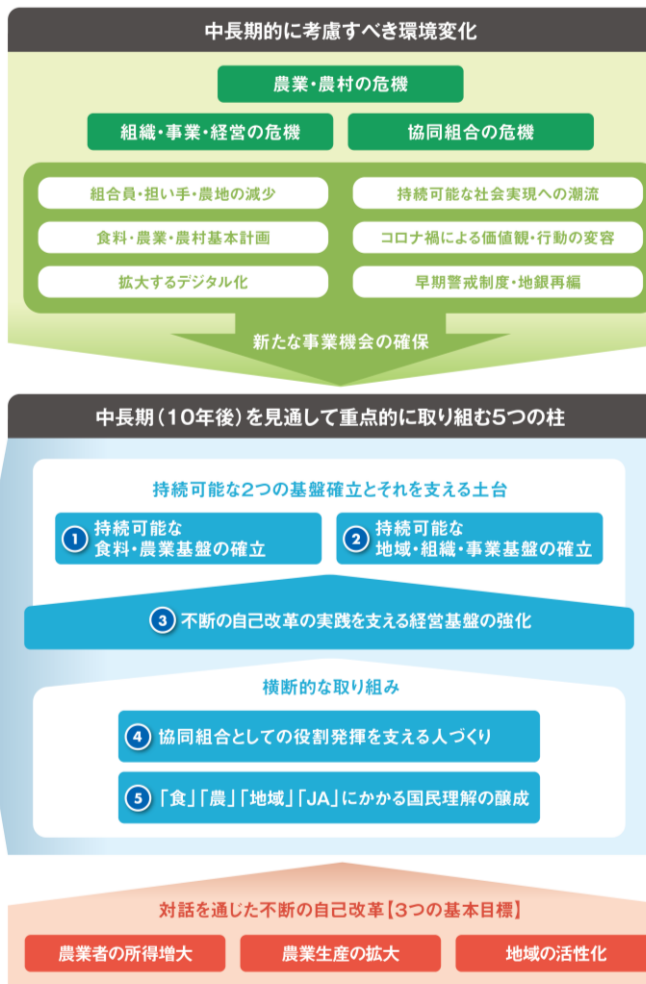 中長期的に考慮すべき環境変化
農業・農村の危機
組織・事業・経営の危機
協同組合の危機
組合員・担い手・農地の減少
持続可能な社会実現への潮流
食料・農業・農村基本計画
コロナ禍による価値観・行動の変容
拡大するデジタル化
早期警戒制度・地銀再編
新たな事業機会の確保
中長期（10年後）を見通して重点的に取り組む5つの柱
持続可能な2つの基盤確立とそれを支える土台
1 持続可能な
食料・農業基盤の確立
2 持続可能な
地域・組織・事業基盤の確立
3 不断の自己改革の実践を支える経営基盤の強化
横断的な取り組み
4 協同組合としての役割発揮を支える人づくり
5 「食」「農」「地域」「JA」にかかる国民理解の醸成
対話を通じた不断の自己改革【3つの基本目標】
農業者の所得増大
農業生産の拡大
地域の活性化